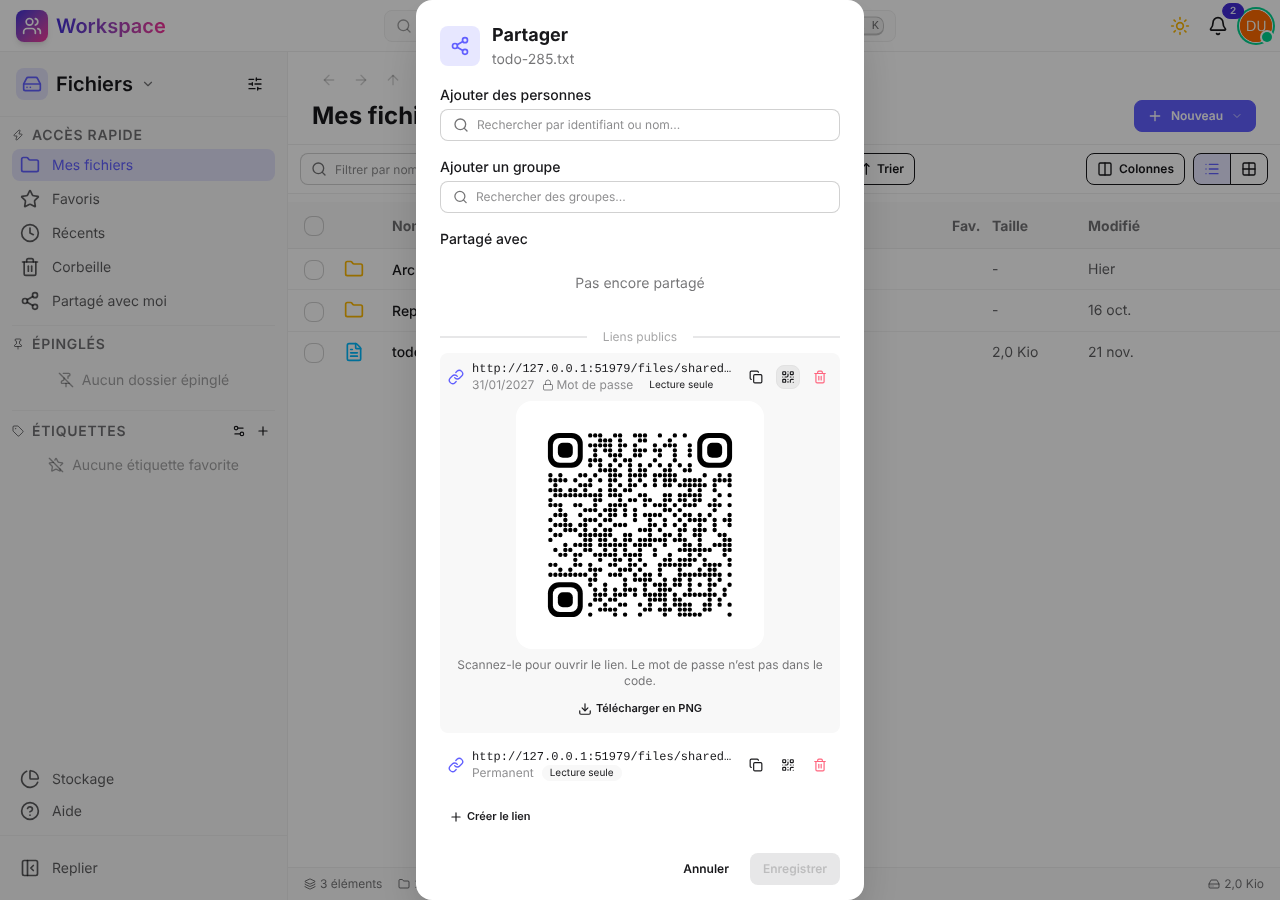 Workspace
K
2
DU
Fichiers
ACCÈS RAPIDE
Mes fichiers
Favoris
Récents
Corbeille
Partagé avec moi
ÉPINGLÉS
Aucun dossier épinglé
ÉTIQUETTES
Aucune étiquette favorite
Stockage
Aide
Replier
Mes fichi
Nouveau
Filtrer par nom
Trier
Colonnes
Nor
Fav.
Taille
Modifié
Arc
-
Hier
Rep
-
16 oct.
todo
2,0 Kio
21 nov.
3 éléments
2,0 Kio
Partager
todo-285.txt
Ajouter des personnes
Rechercher par identifiant ou nom...
Ajouter un groupe
Rechercher des groupes...
Partagé avec
Pas encore partagé
Liens publics
http://127.0.0.1:51979/files/shared…
31/01/2027 Mot de passe Lecture seule
Scannez-le pour ouvrir le lien. Le mot de passe n’est pas dans le
code.
Télécharger en PNG
http://127.0.0.1:51979/files/shared…
Permanent Lecture seule
Créer le lien
Annuler
Enregistrer